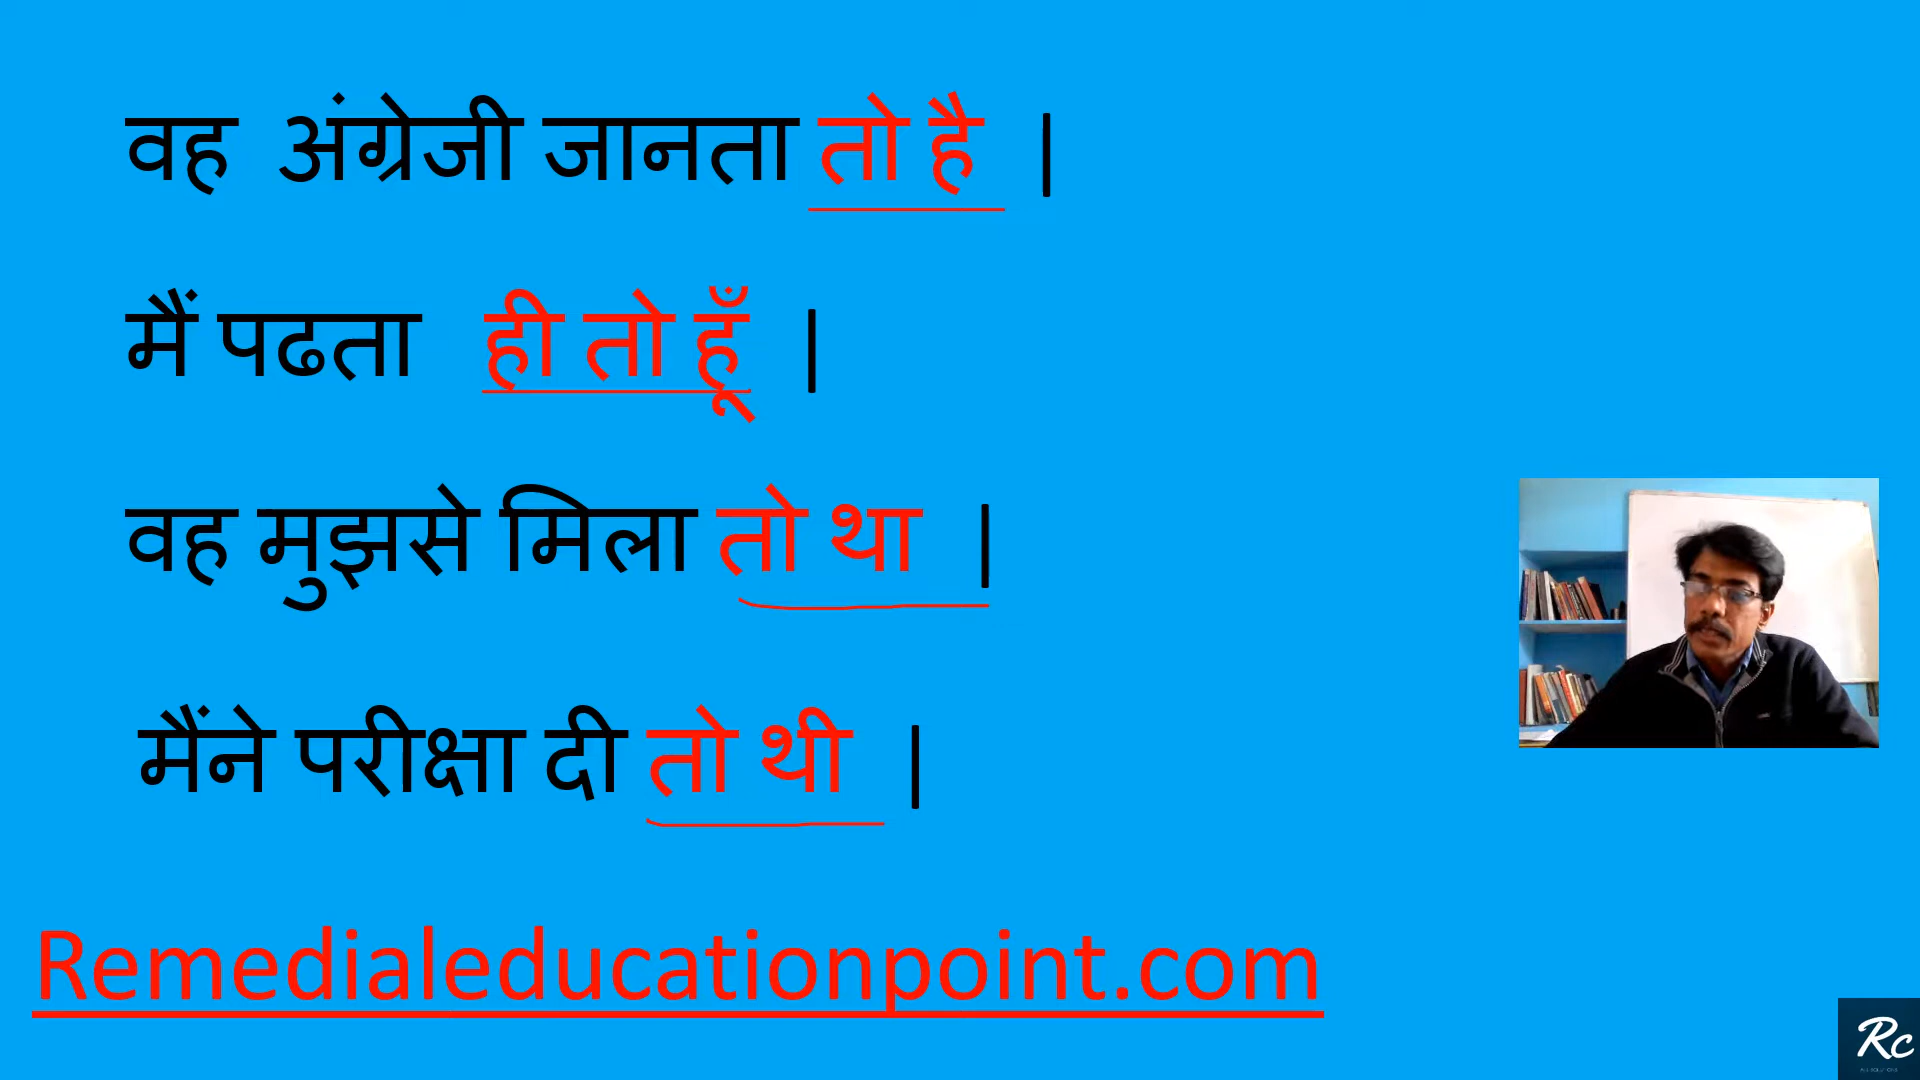 वह अंग्रेजी जानता तो है |
मैं पढता ही तो हूँ |
वह मुझसे मिला तो था |
मैंने परीक्षा दी तो थी |
Remedialeducationpoint.com
Rc